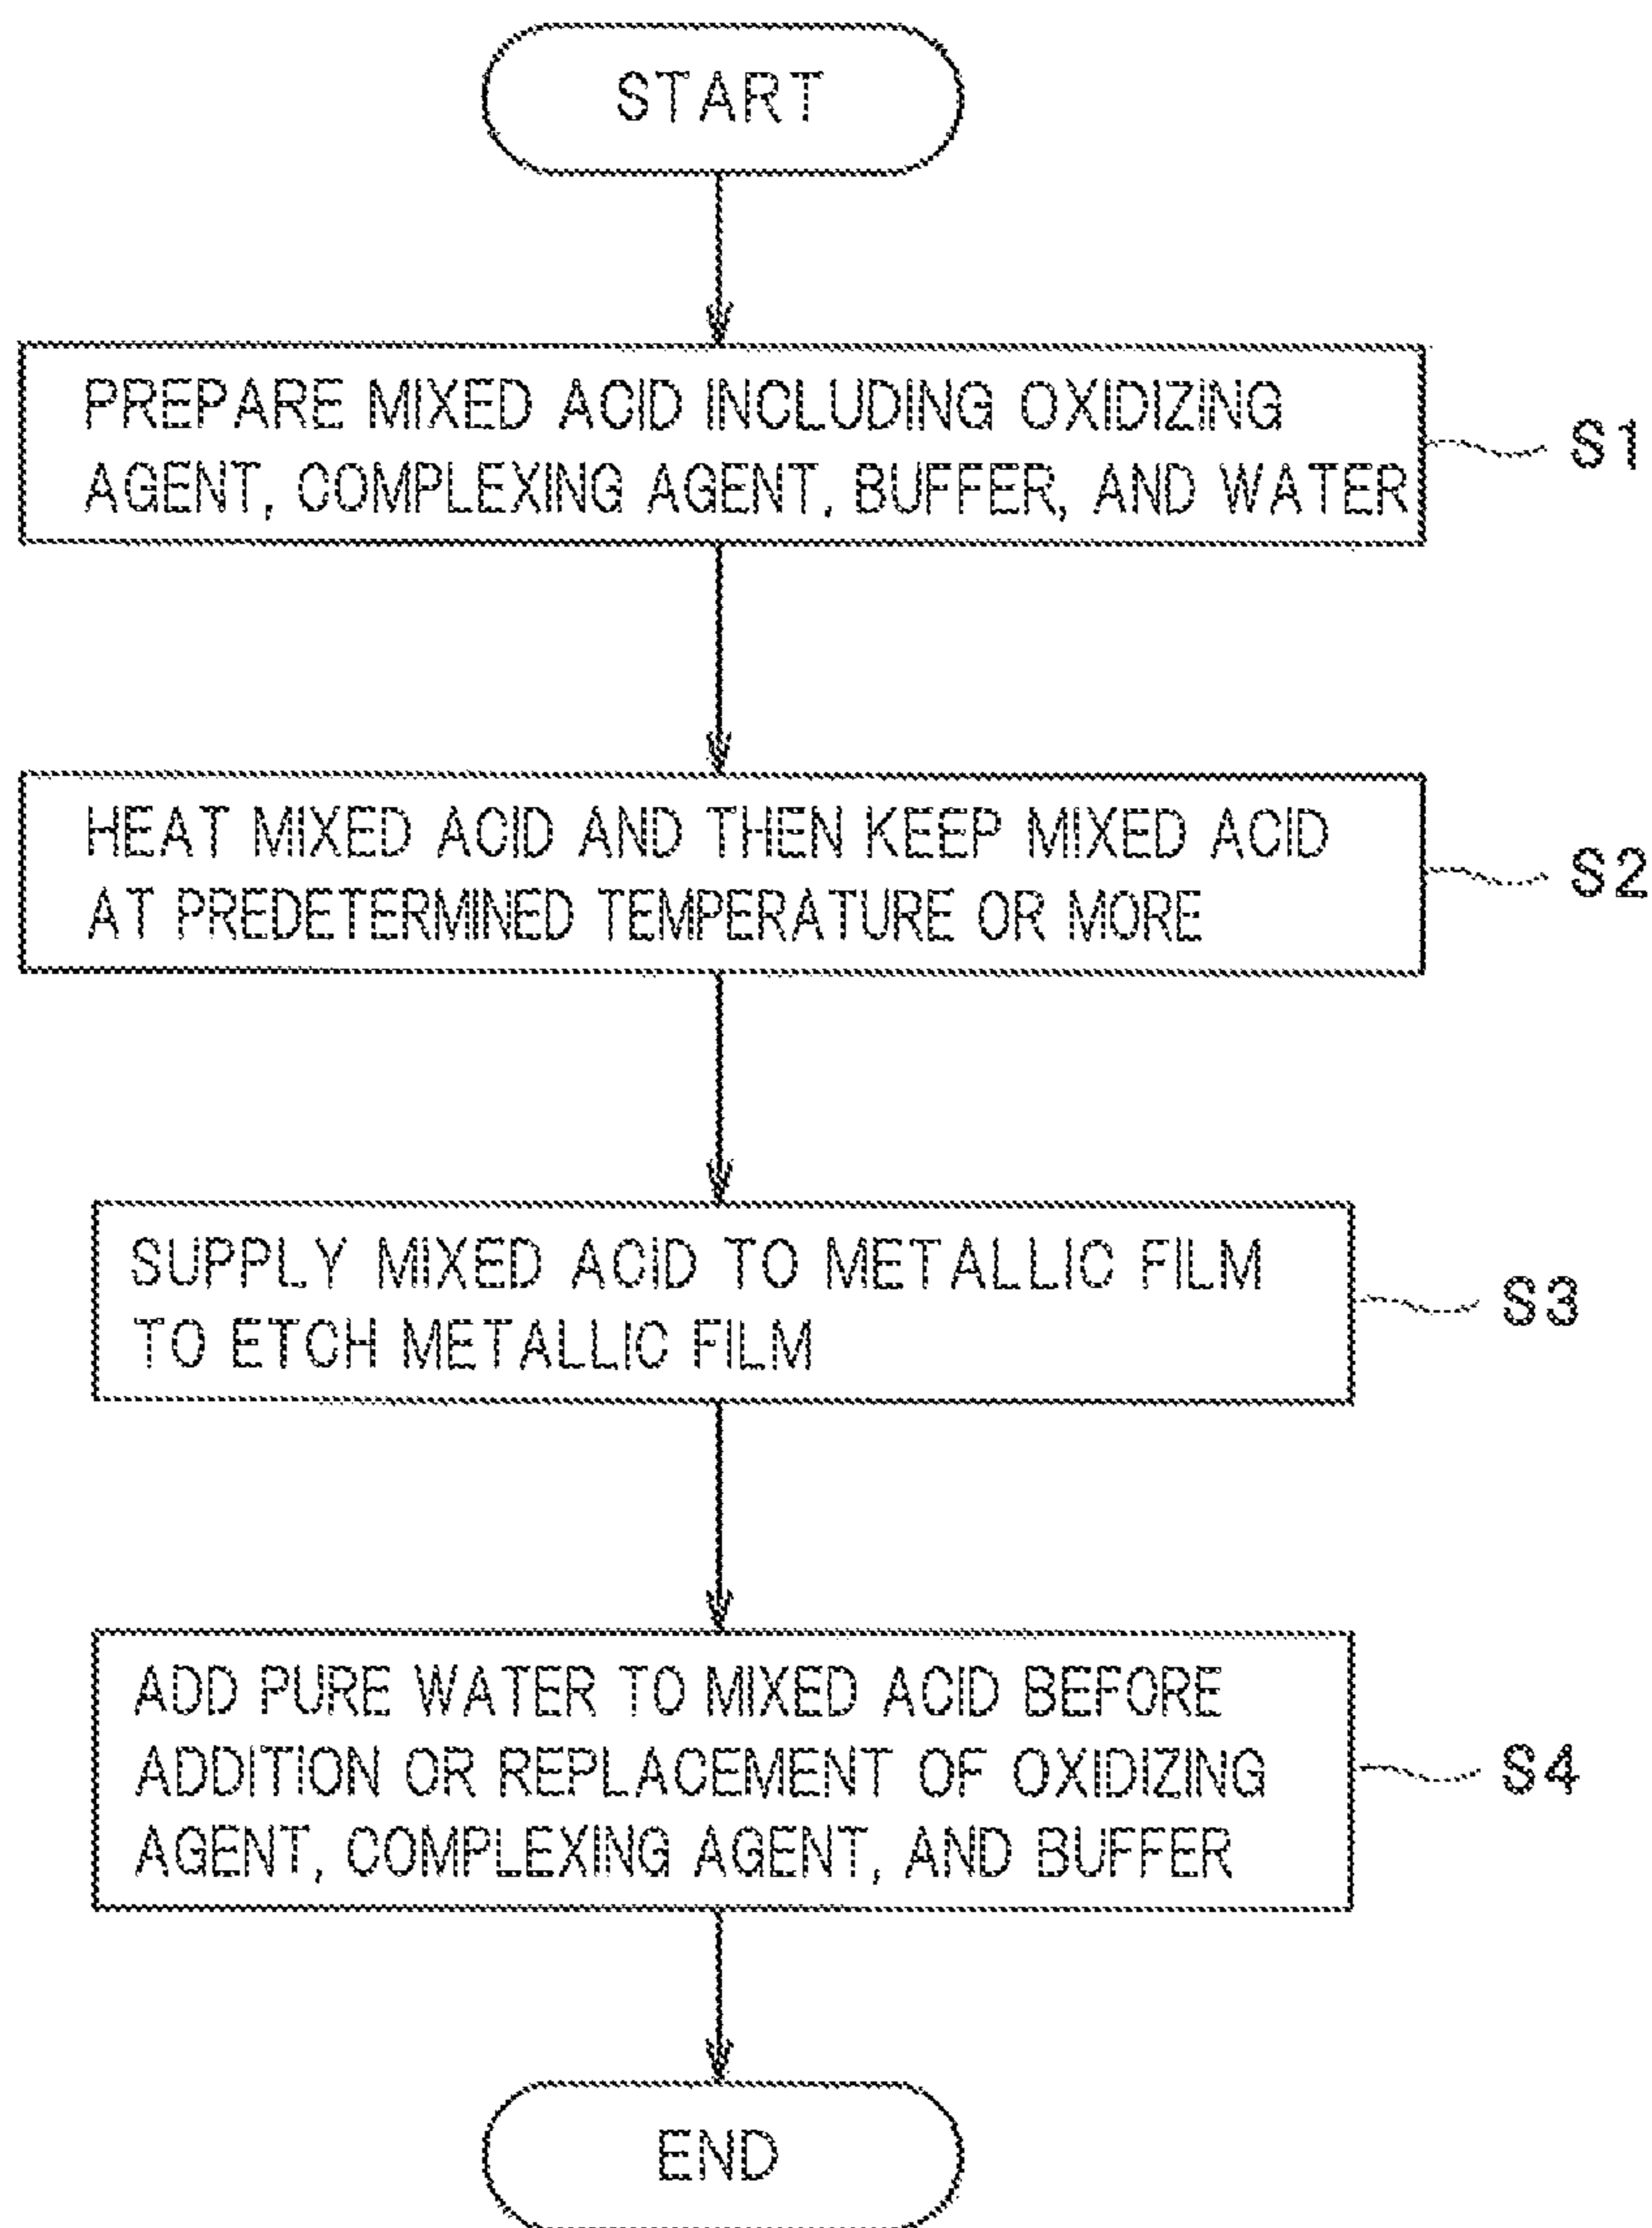 START
PREPARE MIXED ACID INCLUDING OXIDIZING
AGENT, COMPLEXING AGENT, BUFFER, AND WATER
S1
HEAT MIXED ACID AND THEN KEEP MIXED ACID
AT PREDETERMINED TEMPERATURE OR MORE
S2
SUPPLY MIXED ACID TO METALLIC FILM
TO ETCH METALLIC FILM
S3
ADD PURE WATER TO MIXED ACID BEFORE
ADDITION OR REPLACEMENT OF OXIDIZING
AGENT, COMPLEXING AGENT, AND BUFFER
S4
END